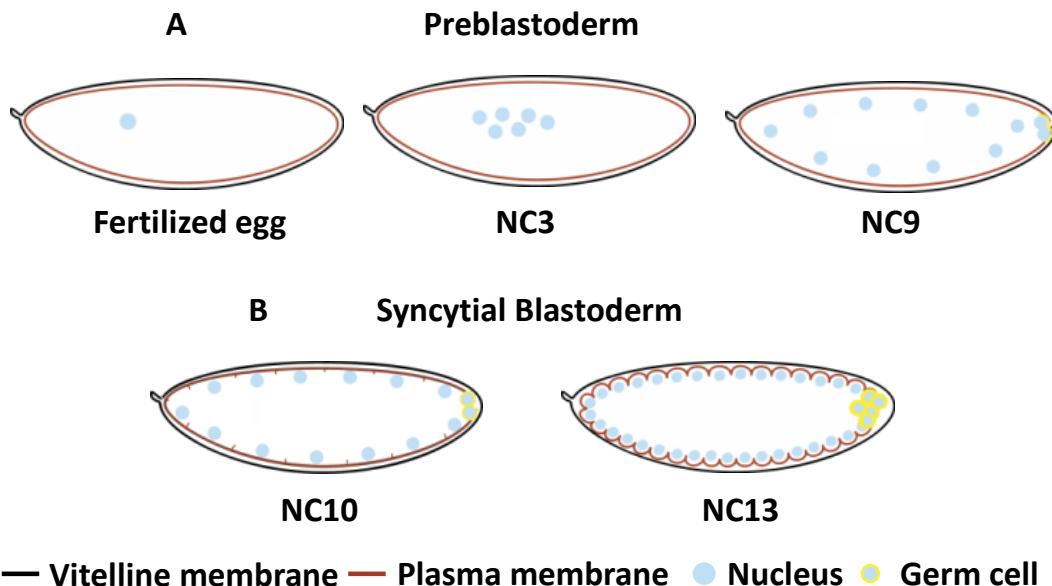 A Preblastoderm
Fertilized egg NC3 NC9
B Syncytial Blastoderm
NC10 NC13
Vitelline membrane Plasma membrane Nucleus Germ cell